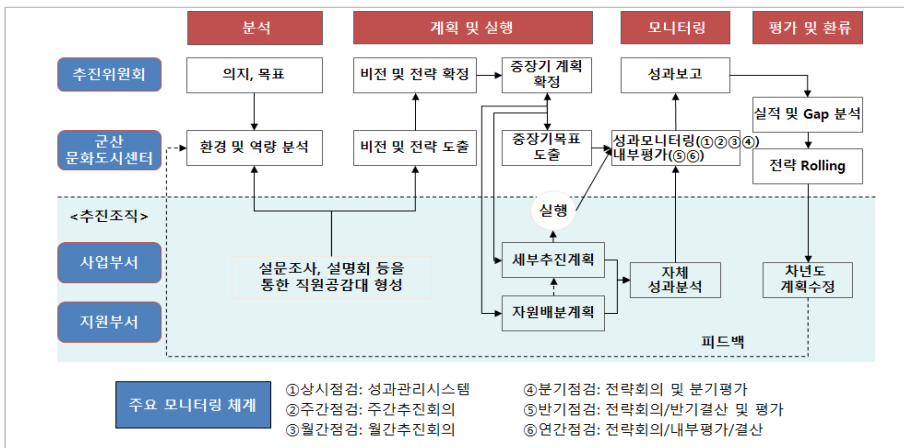 분석
계획 및 실행
모니터링
평가 및 환류
추진위원회
의지, 목표
비전 및 전략 확정
중장기 계획
확정
성과보고
실적 및 Gap 분석
군산
문화도시센터
환경 및 역량 분석
비전 및 전략 도출
중장기목표
도출
성과모니터링(①②③④)
내부평가(⑤⑥)
전략 Rolling
<추진조직>
실행
사업부서
설문조사, 설명회 등을
통한 직원공감대 형성
세부추진계획
자체
성과분석
차년도
계획수정
지원부서
자원배분계획
피드백
주요 모니터링 체계
①상시점검: 성과관리시스템
②주간점검: 주간추진회의
③월간점검: 월간추진회의
④분기점검: 전략회의 및 분기평가
⑤반기점검: 전략회의/반기결산 및 평가
⑥연간점검: 전략회의/내부평가/결산